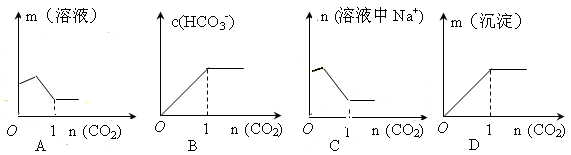 m（溶液）
O 1 n (CO₂)
A
c(HCO₃⁻)
O 1 n (CO₂)
B
n (溶液中 Na⁺)
O 1 n (CO₂)
C
m（沉淀）
O 1 n (CO₂)
D